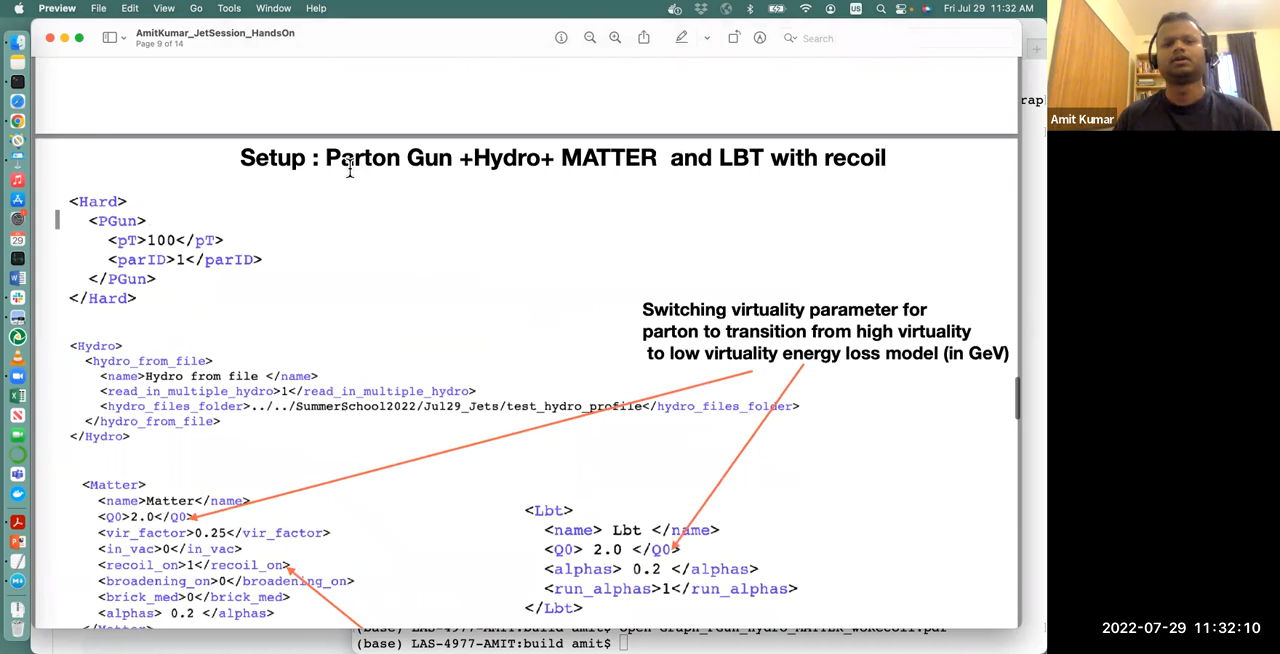 Preview File Edit View Go Tools Window Help
US
Fri Jul 29 11:32 AM
AmitKumar_JetSession_HandsOn
Page 9 of 14
Search
Amit Kumar
Setup : Parton Gun +Hydro+ MATTER and LBT with recoil
<Hard>
<PGun>
<pT>100</pT>
<parID>1</parID>
</PGun>
</Hard>
Switching virtuality parameter for
parton to transition from high virtuality
to low virtuality energy loss model (in GeV)
<Hydro>
<hydro_from_file>
<name>Hydro from file </name>
<read_in_multiple_hydro>1</read_in_multiple_hydro>
<hydro_files_folder>../../SummerSchool2022/Jul29_Jets/test_hydro_profile</hydro_files_folder>
</hydro_from_file>
</Hydro>
<Matter>
<name>Matter</name>
<Q0>2.0</Q0>
<vir_factor>0.25</vir_factor>
<in_vac>0</in_vac>
<recoil_on>1</recoil_on>
<broadening_on>0</broadening_on>
<brick_med>0</brick_med>
<alphas> 0.2 </alphas>
<Lbt>
<name> Lbt </name>
<Q0> 2.0 </Q0>
<alphas> 0.2 </alphas>
<run_alphas>1</run_alphas>
</Lbt>
(base) LAS-4977-AMIT:build amit$
2022-07-29 11:32:10